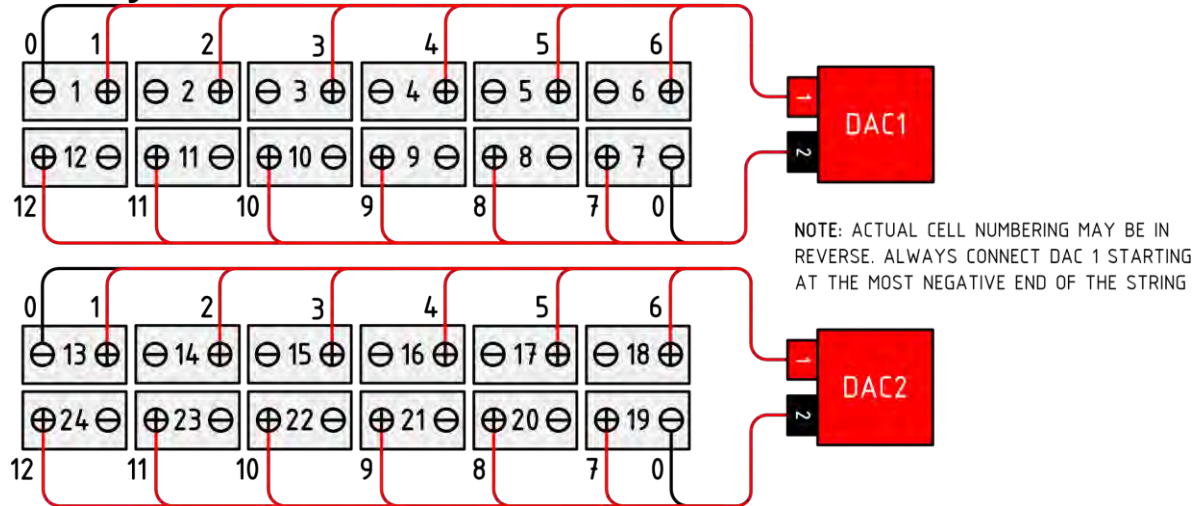 0 1 2 3 4 5 6
1 2 3 4 5 6
1
DAC1
2
12 11 10 9 8 7
12 11 10 9 8 7 0
NOTE: ACTUAL CELL NUMBERING MAY BE IN
REVERSE. ALWAYS CONNECT DAC 1 STARTING
AT THE MOST NEGATIVE END OF THE STRING
0 1 2 3 4 5 6
13 14 15 16 17 18
1
DAC2
2
24 23 22 21 20 19
12 11 10 9 8 7 0